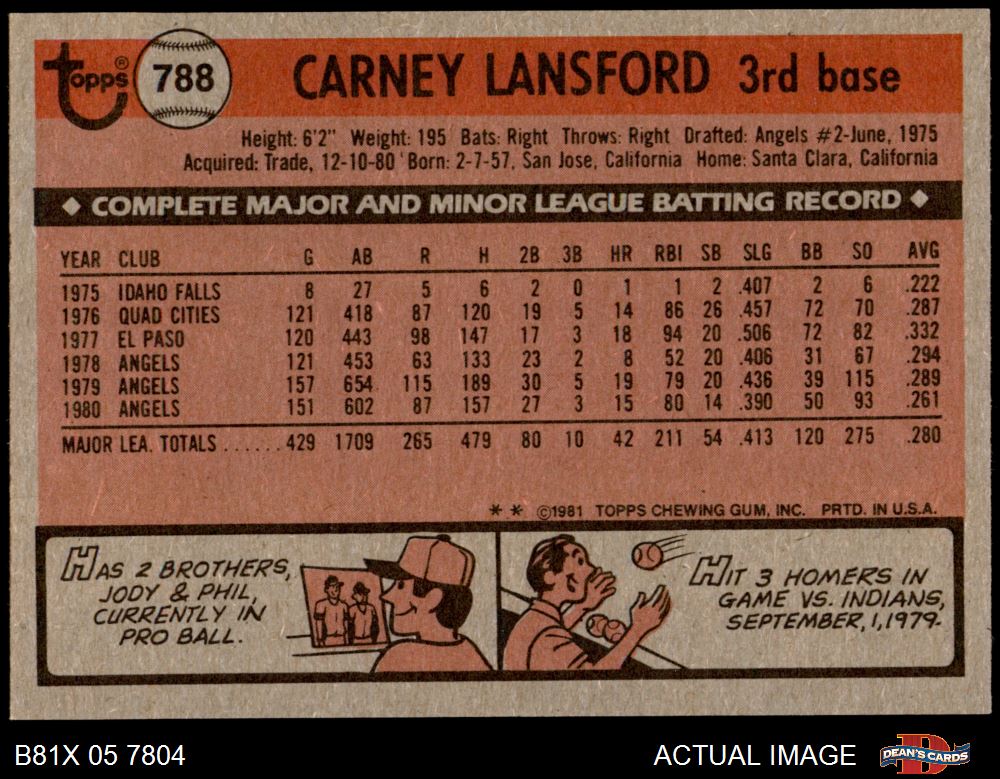 topps® 788 CARNEY LANSFORD 3rd base
Height: 6'2" Weight: 195 Bats: Right Throws: Right Drafted: Angels #2-June, 1975
Acquired: Trade, 12-10-80 Born: 2-7-57, San Jose, California Home: Santa Clara, California
◆ COMPLETE MAJOR AND MINOR LEAGUE BATTING RECORD ◆
YEAR CLUB G AB R H 2B 3B HR RBI SB SLG BB SO AVG
1975 IDAHO FALLS 8 27 5 6 2 0 1 1 2 .407 2 6 .222
1976 QUAD CITIES 121 418 87 120 19 5 14 86 26 .457 72 70 .287
1977 EL PASO 120 443 98 147 17 3 18 94 20 .506 72 82 .332
1978 ANGELS 121 453 63 133 23 2 8 52 20 .406 31 67 .294
1979 ANGELS 157 654 115 189 30 5 19 79 20 .436 39 115 .289
1980 ANGELS 151 602 87 157 27 3 15 80 14 .390 50 93 .261
MAJOR LEA. TOTALS ...... 429 1709 265 479 80 10 42 211 54 .413 120 275 .280
* * ©1981 TOPPS CHEWING GUM, INC. PRTD. IN U.S.A.
HAS 2 BROTHERS,
JODY & PHIL,
CURRENTLY IN
PRO BALL.
HIT 3 HOMERS IN
GAME VS. INDIANS,
SEPTEMBER, 1, 1979.
B81X 05 7804 ACTUAL IMAGE DEAN'S CARDS